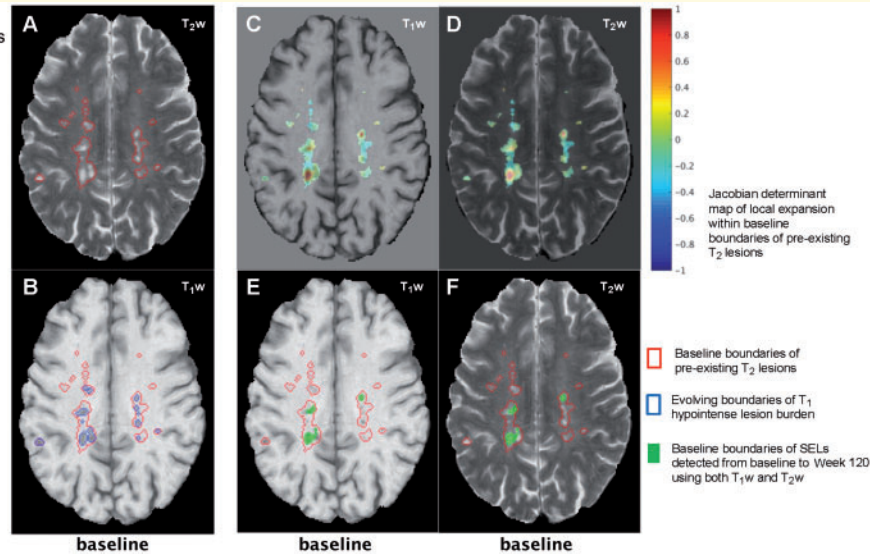 s
A
T2w
C
T1w
D
T2w
1
0.8
0.6
0.4
0.2
0
-0.2
-0.4
-0.6
-0.8
-1
Jacobian determinant
map of local expansion
within baseline
boundaries of pre-existing
T2 lesions
B
T1w
E
T1w
F
T2w
Baseline boundaries of
pre-existing T2 lesions
Evolving boundaries of T1
hypointense lesion burden
Baseline boundaries of SELs
detected from baseline to Week 120
using both T1w and T2w
baseline
baseline